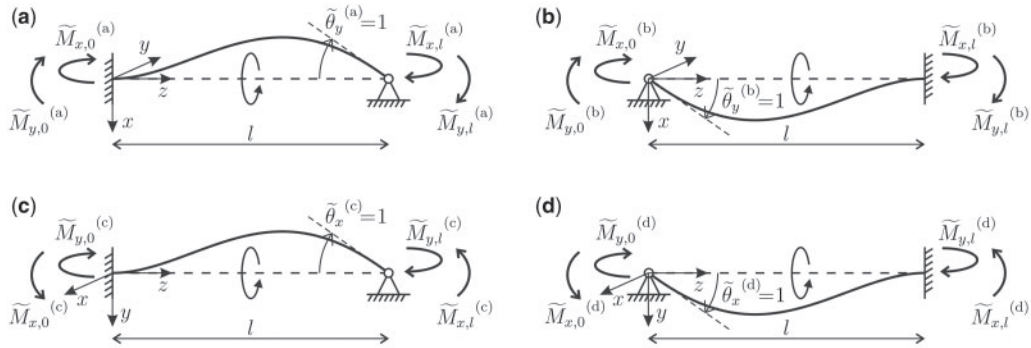 (a) M̃x,0(a) θ̃y(a)=1 M̃x,l(a)
y
z
M̃y,0(a) x M̃y,l(a)
l
(b) M̃x,0(b) M̃x,l(b)
y
z θ̃y(b)=1
M̃y,0(b) x M̃y,l(b)
l
(c) M̃y,0(c) θ̃x(c)=1 M̃y,l(c)
z
x
M̃x,0(c) y M̃x,l(c)
l
(d) M̃y,0(d) M̃y,l(d)
z
x θ̃x(d)=1
M̃x,0(d) y M̃x,l(d)
l